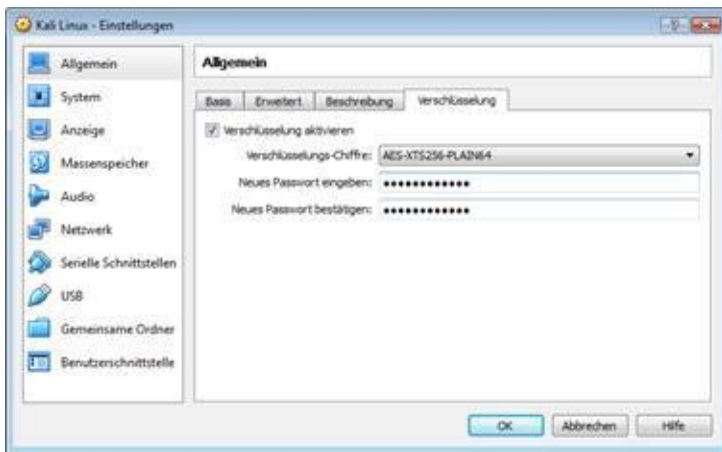 Kali Linux - Einstellungen
Allgemein
System
Anzeige
Massenspeicher
Audio
Netzwerk
Serielle Schnittstellen
USB
Gemeinsame Ordner
Benutzerschnittstelle
Allgemein
Basis Erweitert Beschreibung Verschlüsselung
Verschlüsselung aktivieren
Verschlüsselungs-Chiffre: AES-XTS256-PLAIN64
Neues Passwort eingeben:
Neues Passwort bestätigen:
OK Abbrechen Hilfe